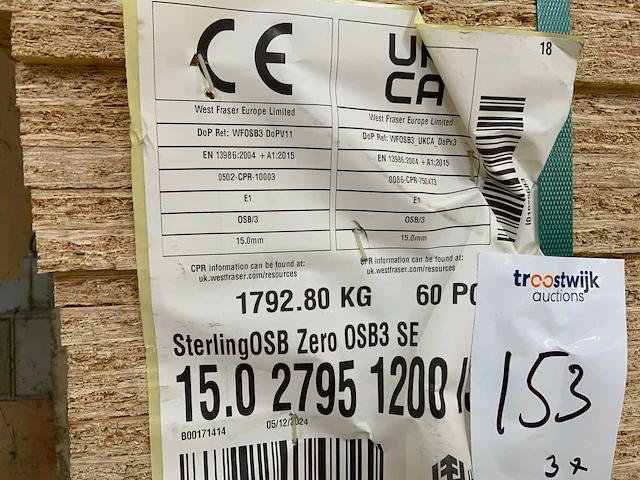 CE
UK
CA
18
West Fraser Europe Limited
West Fraser Europe Limited
DoP Ref: WFOSB3 DoPV11
DoP Ref: WFOSB3_UKCA_DoPv3
EN 13986:2004 +A1:2015
EN 13986:2004 +A1:2015
0502-CPR-10003
0086-CPR-750473
E1
E1
OSB/3
OSB/3
15.0mm
15.0mm
CPR information can be found at:
uk.westfraser.com/resources
CPR information can be found at:
uk.westfraser.com/resources
1792.80 KG
60 PC
SterlingOSB Zero OSB3 SE
15.0 2795 1200
B00171414
05/12/2024
troostwijk
auctions
153
3x